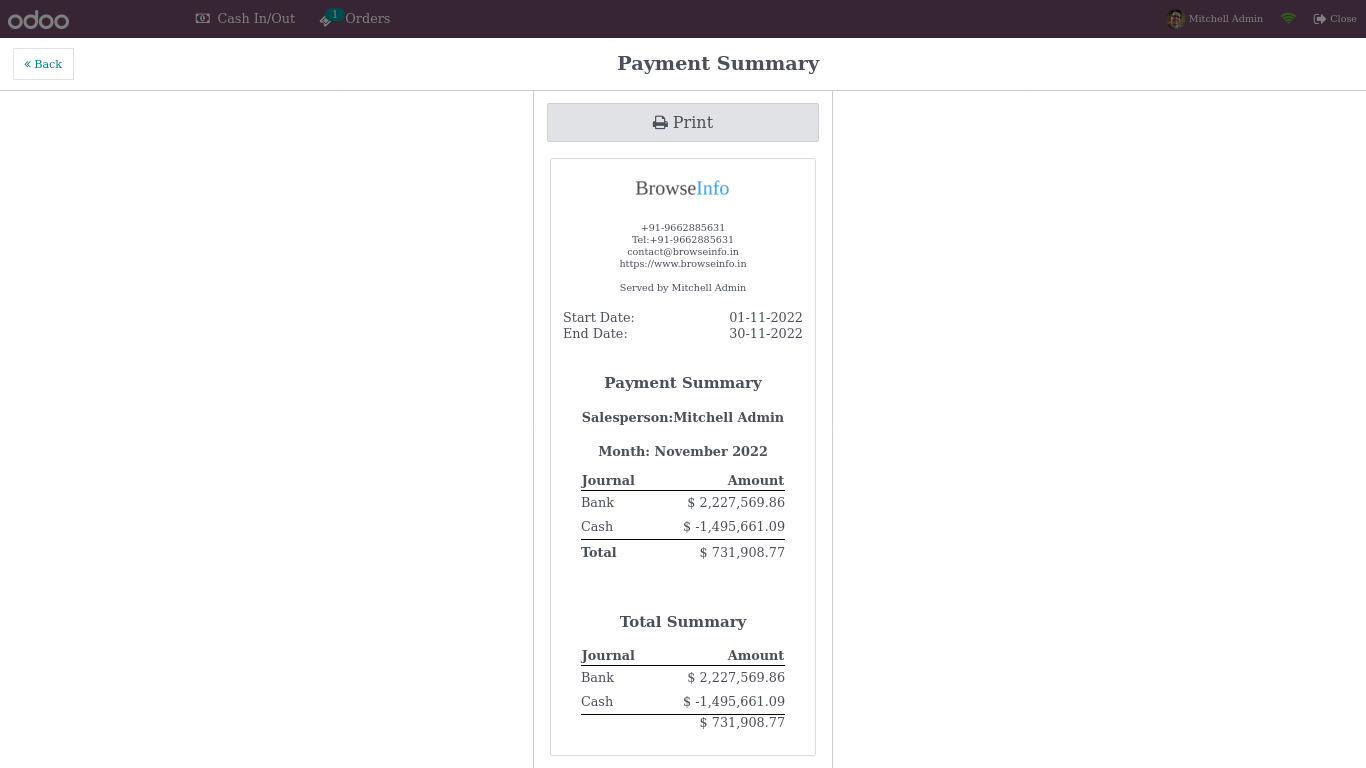 odoo
Cash In/Out
1
Orders
Mitchell Admin
Close
« Back
Payment Summary
Print
BrowseInfo
+91-9662885631
Tel:+91-9662885631
contact@browseinfo.in
https://www.browseinfo.in
Served by Mitchell Admin
Start Date: 01-11-2022
End Date: 30-11-2022
Payment Summary
Salesperson:Mitchell Admin
Month: November 2022
Journal Amount
Bank $ 2,227,569.86
Cash $ -1,495,661.09
Total $ 731,908.77
Total Summary
Journal Amount
Bank $ 2,227,569.86
Cash $ -1,495,661.09
$ 731,908.77